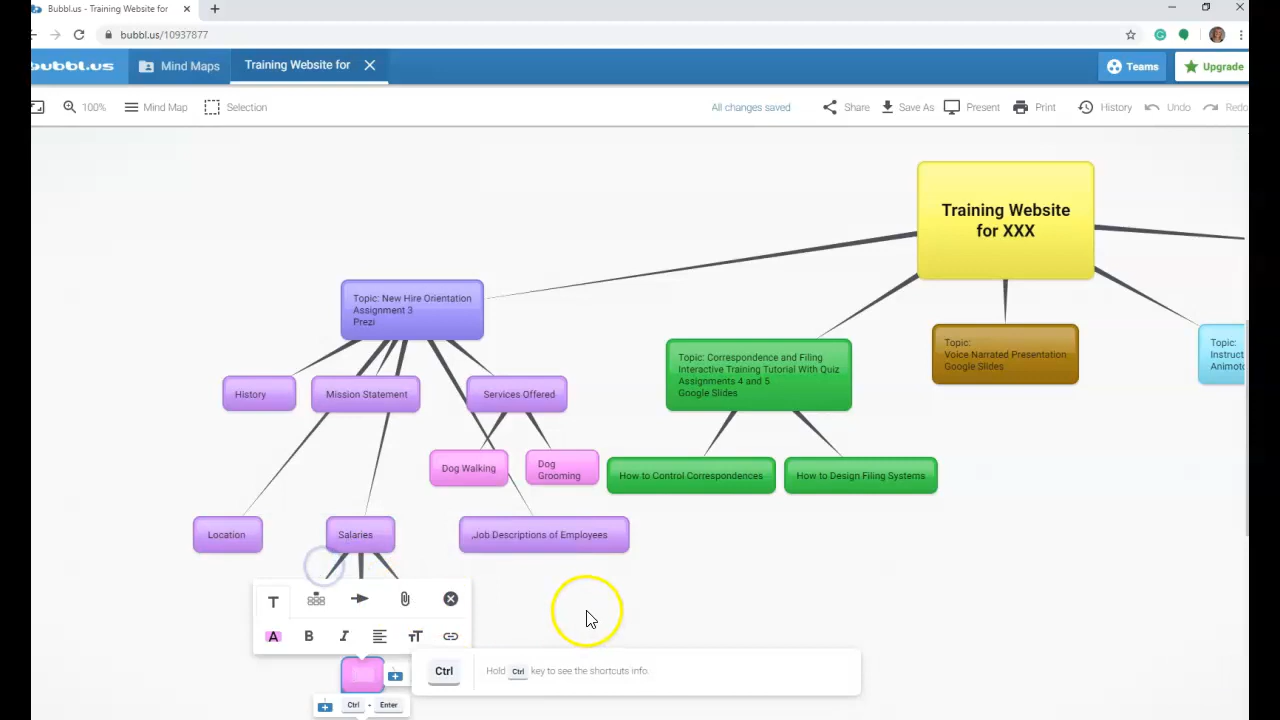 Bubbl.us - Training Website for
bubbl.us/10937877
bubbl.us
Mind Maps
Training Website for
Teams
Upgrade
100%
Mind Map
Selection
All changes saved
Share
Save As
Present
Print
History
Undo
Redo
Training Website
for XXX
Topic: New Hire Orientation
Assignment 3
Prezi
Topic: Correspondence and Filing
Interactive Training Tutorial With Quiz
Assignments 4 and 5
Google Slides
Topic:
Voice Narrated Presentation
Google Slides
Topic:
Instruct
Animoto
History
Mission Statement
Services Offered
Dog Walking
Dog
Grooming
How to Control Correspondences
How to Design Filing Systems
Location
Salaries
,Job Descriptions of Employees
T
A
B
I
TT
Ctrl
Hold Ctrl key to see the shortcuts info.
Ctrl - Enter